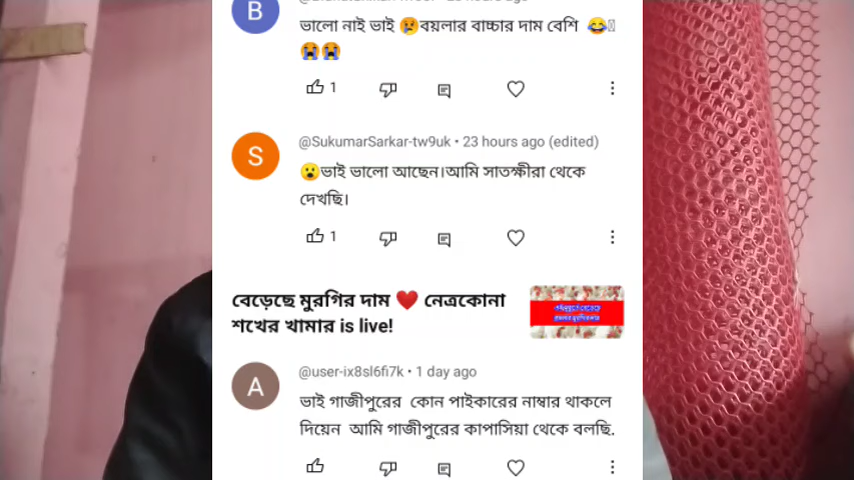 B
ভালো নাই ভাই 😢বয়লার বাচ্চার দাম বেশি 😂
😭😭
1
S
@SukumarSarkar-tw9uk • 23 hours ago (edited)
😮ভাই ভালো আছেন।আমি সাতক্ষীরা থেকে
দেখছি।
1
বেড়েছে মুরগির দাম ❤️ নেত্রকোনা
শখের খামার is live!
A
@user-ix8sl6fi7k • 1 day ago
ভাই গাজীপুরের কোন পাইকারের নাম্বার থাকলে
দিয়েন আমি গাজীপুরের কাপাসিয়া থেকে বলছি.